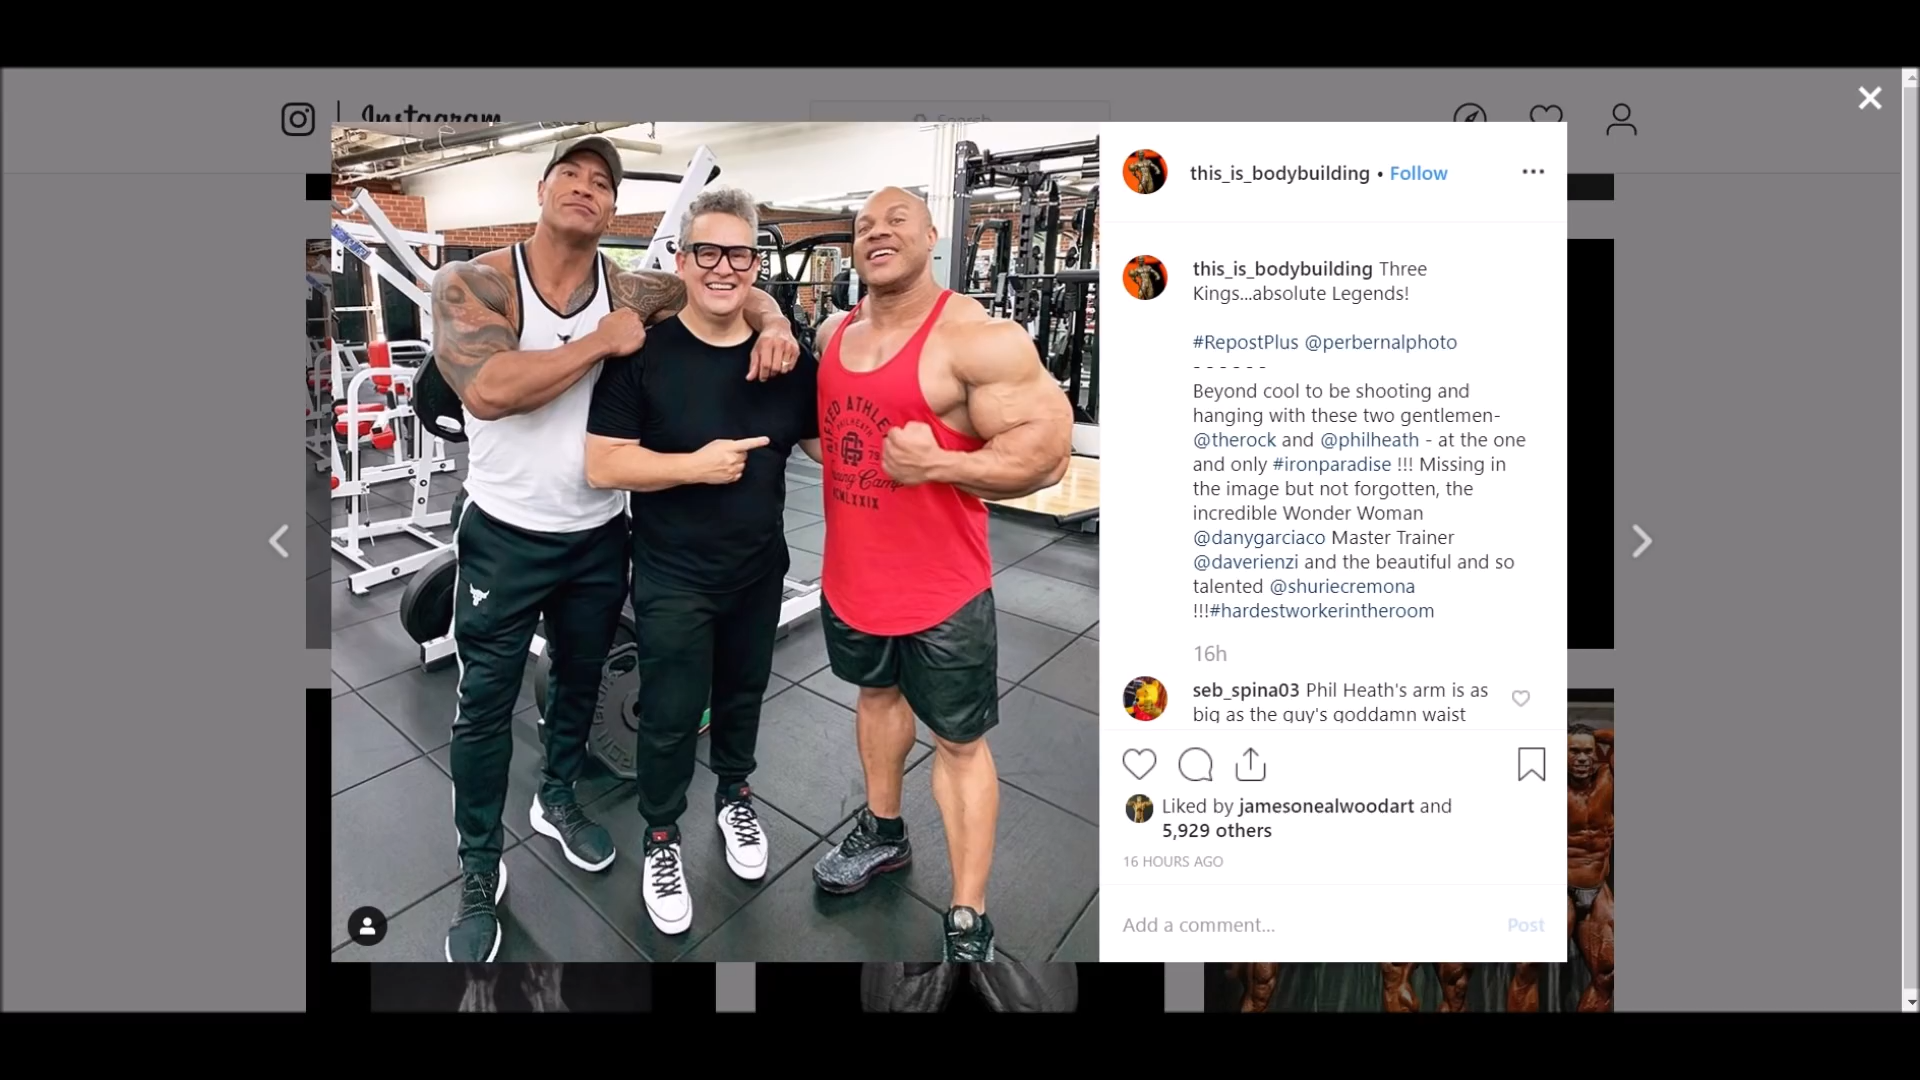 Instagram
Search
this_is_bodybuilding • Follow
this_is_bodybuilding Three
Kings...absolute Legends!
#RepostPlus @perbernalphoto
- - - - - -
Beyond cool to be shooting and
hanging with these two gentlemen-
@therock and @philheath - at the one
and only #ironparadise !!! Missing in
the image but not forgotten, the
incredible Wonder Woman
@danygarciaco Master Trainer
@daverienzi and the beautiful and so
talented @shuriecremona
!!!#hardestworkerintheroom
16h
seb_spina03 Phil Heath's arm is as
big as the guy's goddamn waist
Liked by jamesonealwoodart and
5,929 others
16 HOURS AGO
Add a comment...
Post
PHILHEATH
79